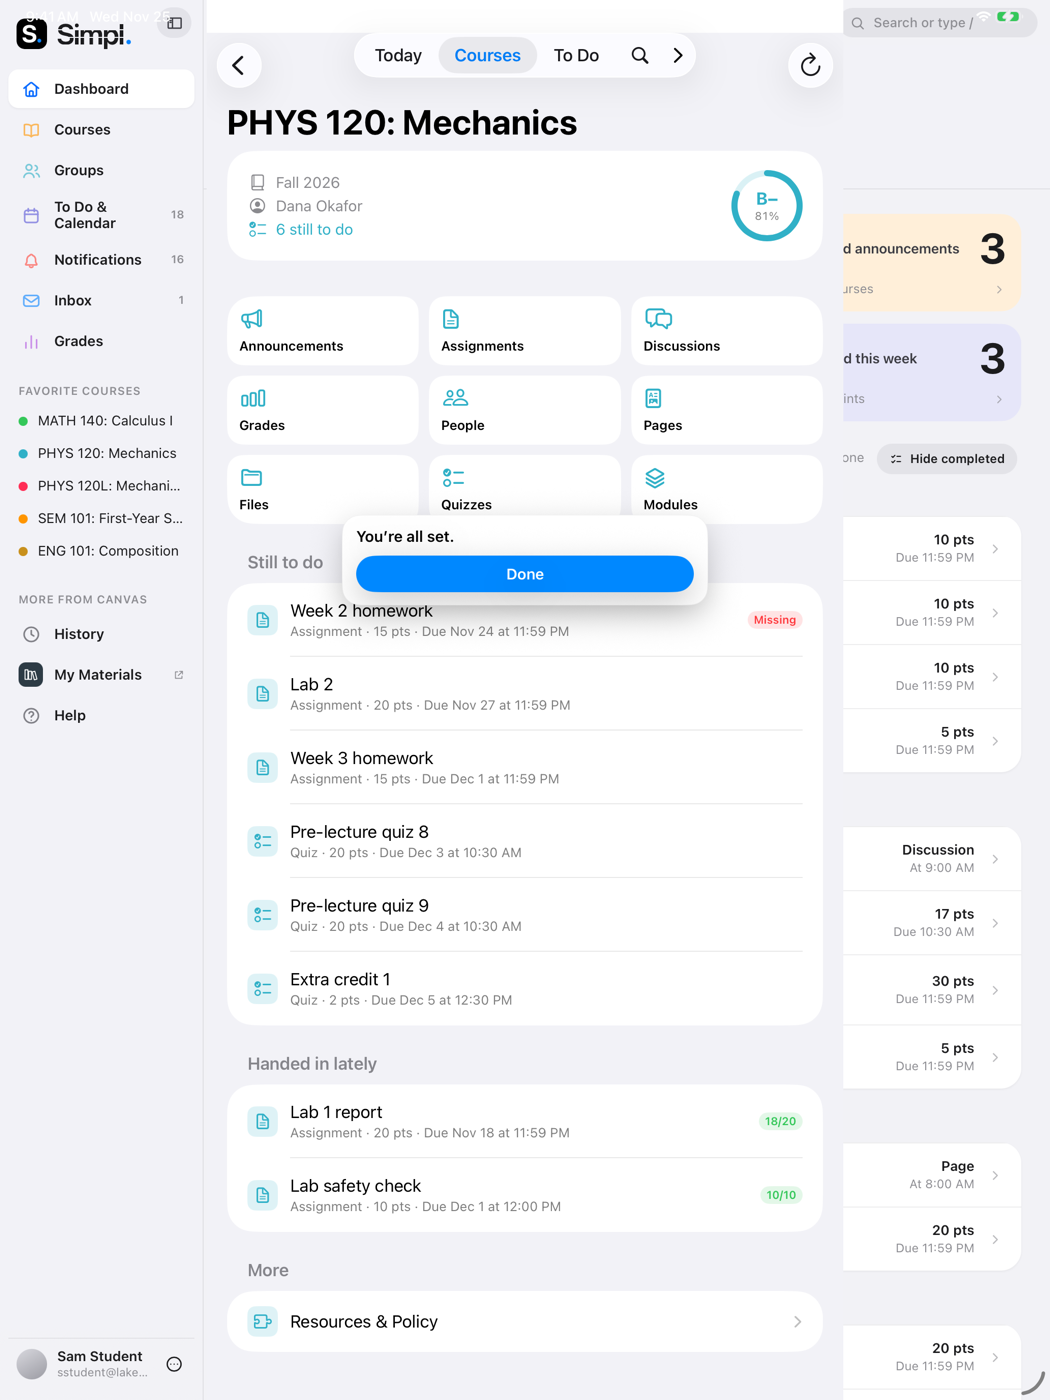 9:41 AM Wed Nov 25
S.
Simpl.
Dashboard
Courses
Groups
To Do &
Calendar
18
Notifications
16
Inbox
1
Grades
FAVORITE COURSES
MATH 140: Calculus I
PHYS 120: Mechanics
PHYS 120L: Mechani...
SEM 101: First-Year S...
ENG 101: Composition
MORE FROM CANVAS
History
My Materials
Help
Sam Student
sstudent@lake...
Today
Courses
To Do
PHYS 120: Mechanics
Fall 2026
Dana Okafor
6 still to do
B−
81%
Announcements
Assignments
Discussions
Grades
People
Pages
Files
Quizzes
Modules
You're all set.
Done
Still to do
Week 2 homework
Assignment · 15 pts · Due Nov 24 at 11:59 PM
Missing
Lab 2
Assignment · 20 pts · Due Nov 27 at 11:59 PM
Week 3 homework
Assignment · 15 pts · Due Dec 1 at 11:59 PM
Pre-lecture quiz 8
Quiz · 20 pts · Due Dec 3 at 10:30 AM
Pre-lecture quiz 9
Quiz · 20 pts · Due Dec 4 at 10:30 AM
Extra credit 1
Quiz · 2 pts · Due Dec 5 at 12:30 PM
Handed in lately
Lab 1 report
Assignment · 20 pts · Due Nov 18 at 11:59 PM
18/20
Lab safety check
Assignment · 10 pts · Due Dec 1 at 12:00 PM
10/10
More
Resources & Policy
Search or type /
d announcements
3
urses
d this week
3
ints
one
Hide completed
10 pts
Due 11:59 PM
10 pts
Due 11:59 PM
10 pts
Due 11:59 PM
5 pts
Due 11:59 PM
Discussion
At 9:00 AM
17 pts
Due 10:30 AM
30 pts
Due 11:59 PM
5 pts
Due 11:59 PM
Page
At 8:00 AM
20 pts
Due 11:59 PM
20 pts
Due 11:59 PM